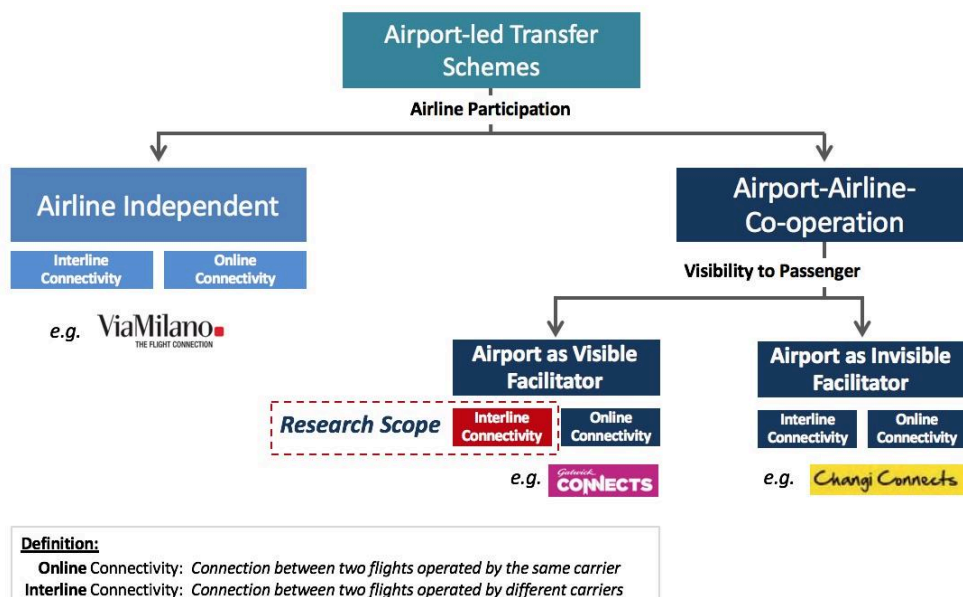 Airport-led Transfer
Schemes
Airline Participation
Airline Independent
Airport-Airline-
Co-operation
Interline
Connectivity
Online
Connectivity
Visibility to Passenger
e.g. ViaMilano
THE FLIGHT CONNECTION
Airport as Visible
Facilitator
Airport as Invisible
Facilitator
Research Scope
Interline
Connectivity
Online
Connectivity
Interline
Connectivity
Online
Connectivity
e.g. Gatwick
CONNECTS
e.g. Changi Connects
Definition:
Online Connectivity: Connection between two flights operated by the same carrier
Interline Connectivity: Connection between two flights operated by different carriers